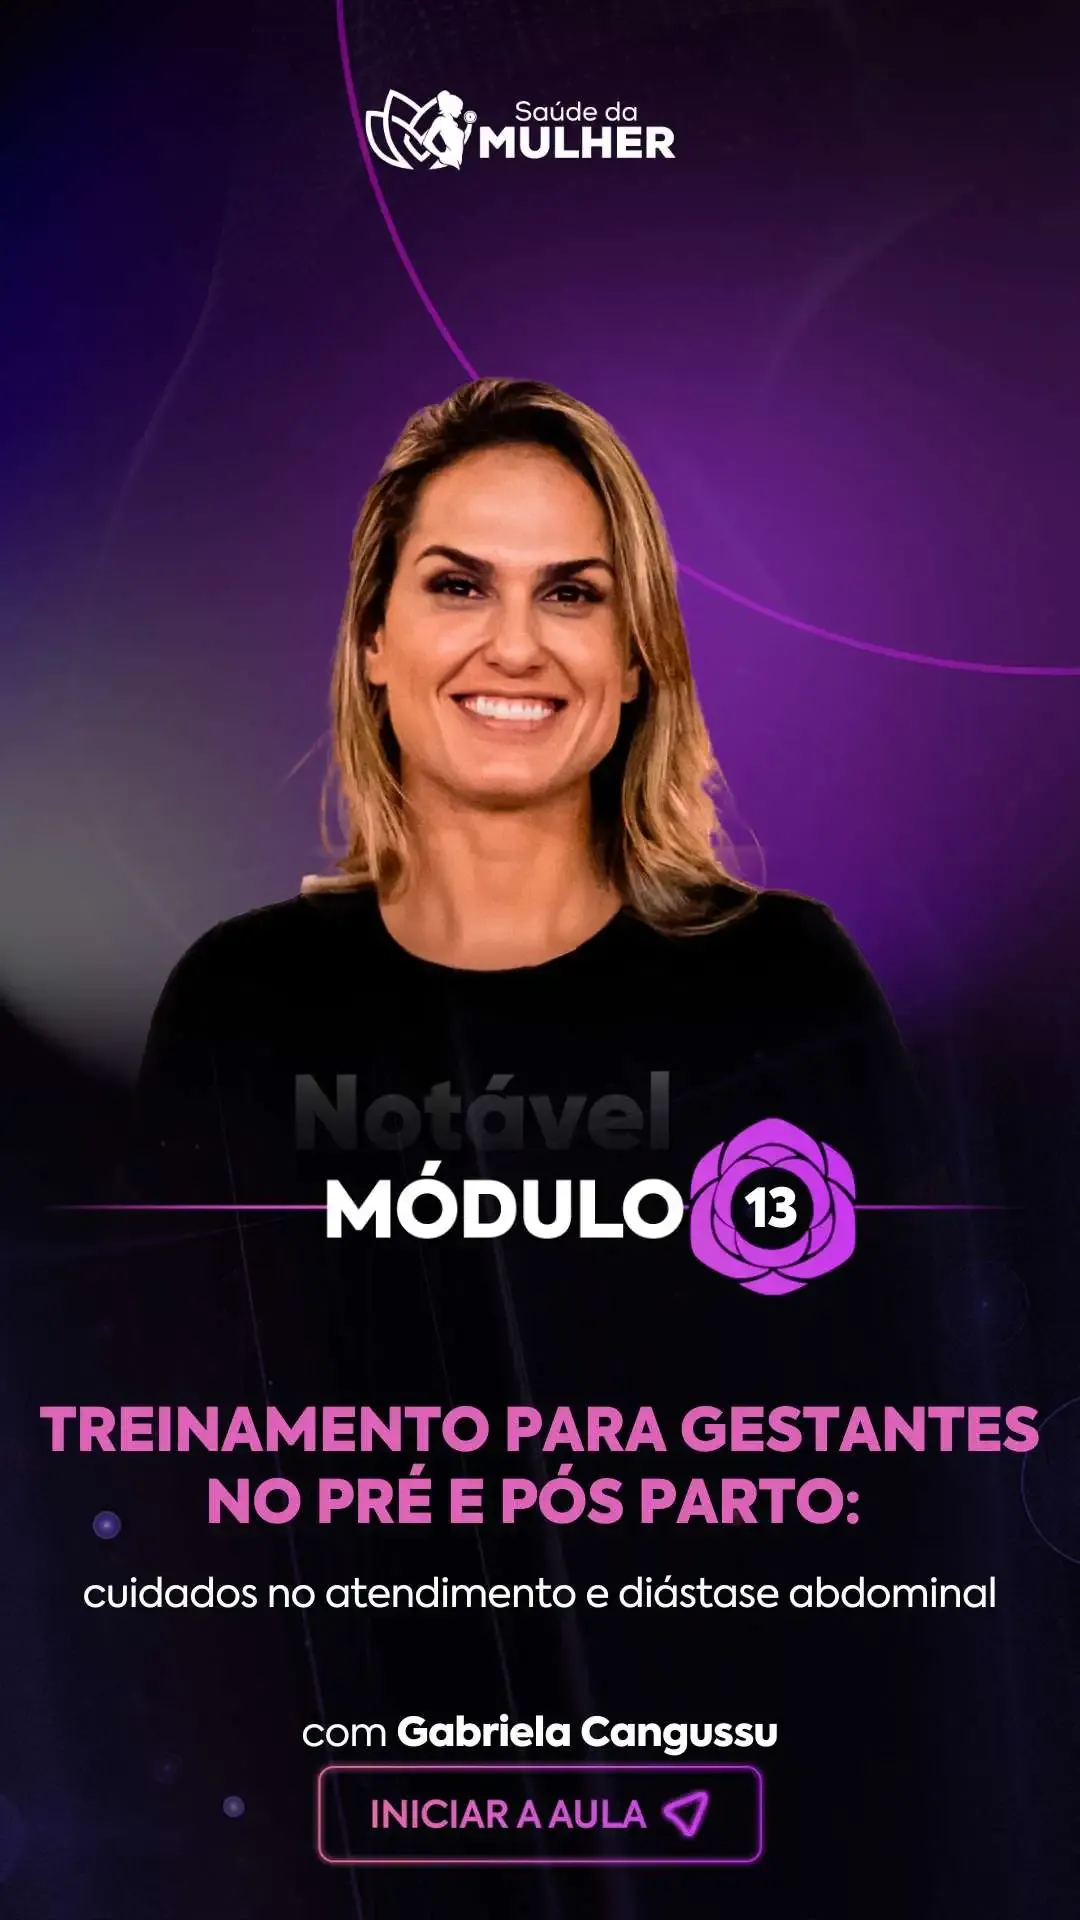 Saúde da
MULHER
Notável
MÓDULO 13
TREINAMENTO PARA GESTANTES
NO PRÉ E PÓS PARTO:
cuidados no atendimento e diástase abdominal
com Gabriela Cangussu
INICIAR A AULA